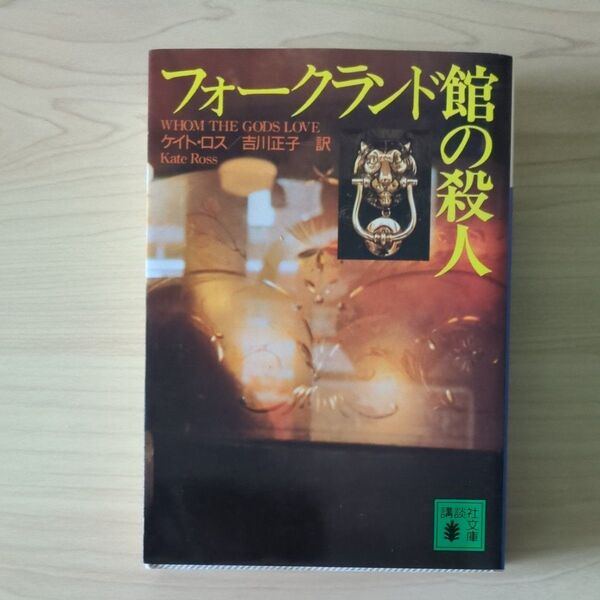 フォークランド館の殺人
WHOM THE GODS LOVE
ケイト・ロス/吉川正子 訳
Kate Ross
講談社
文庫